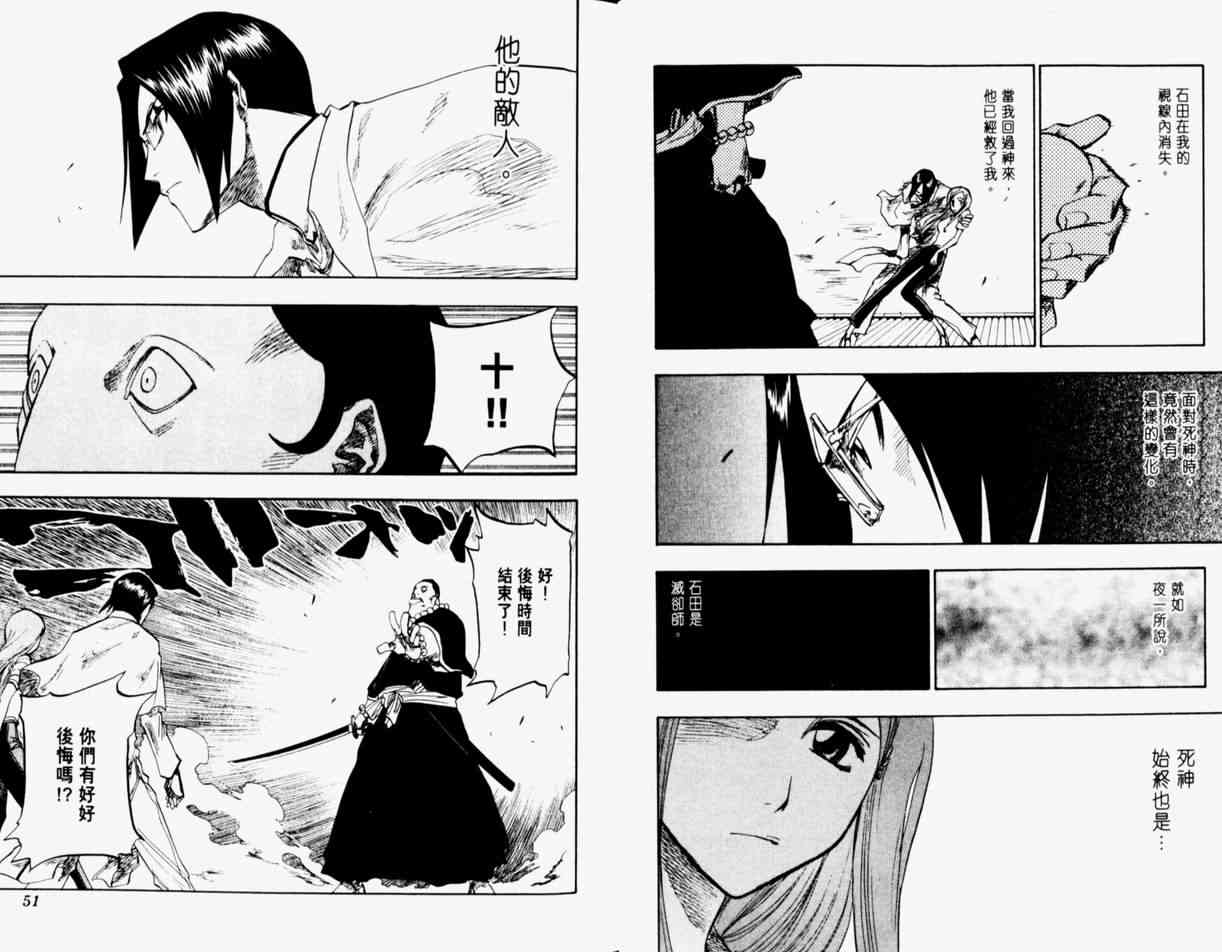 石田在我的
視線內消失。
當我回過神來，
他已經救了我。
面對死神時，
竟然會有
這樣的變化。
就如
夜一所說，
石田是
滅卻師。
死神
始終也是…
他的敵人。
十!!
好！
後悔時間
結束了！
你們有好好
後悔嗎!?
51